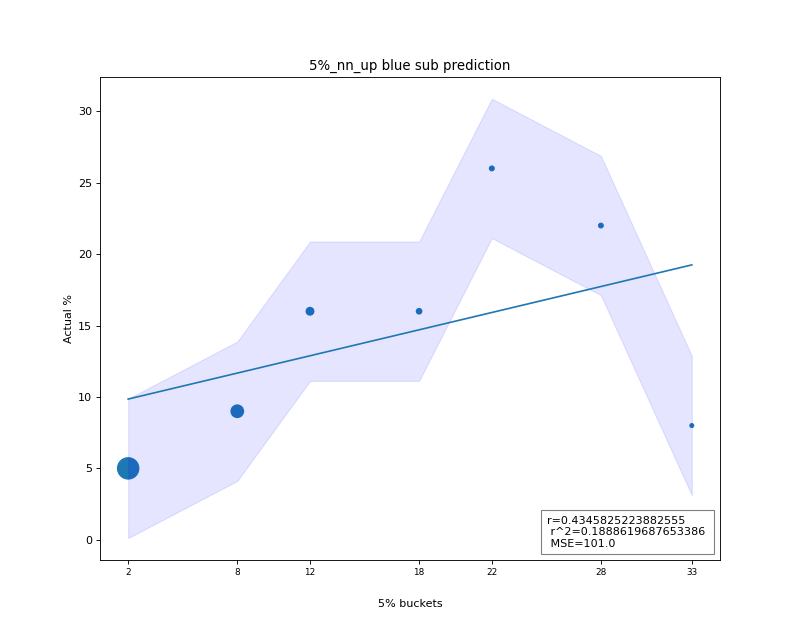 5%_nn_up blue sub prediction
30
25
20
15
10
5
0
Actual %
2 8 12 18 22 28 33
5% buckets
r=0.4345825223882555
r^2=0.1888619687653386
MSE=101.0